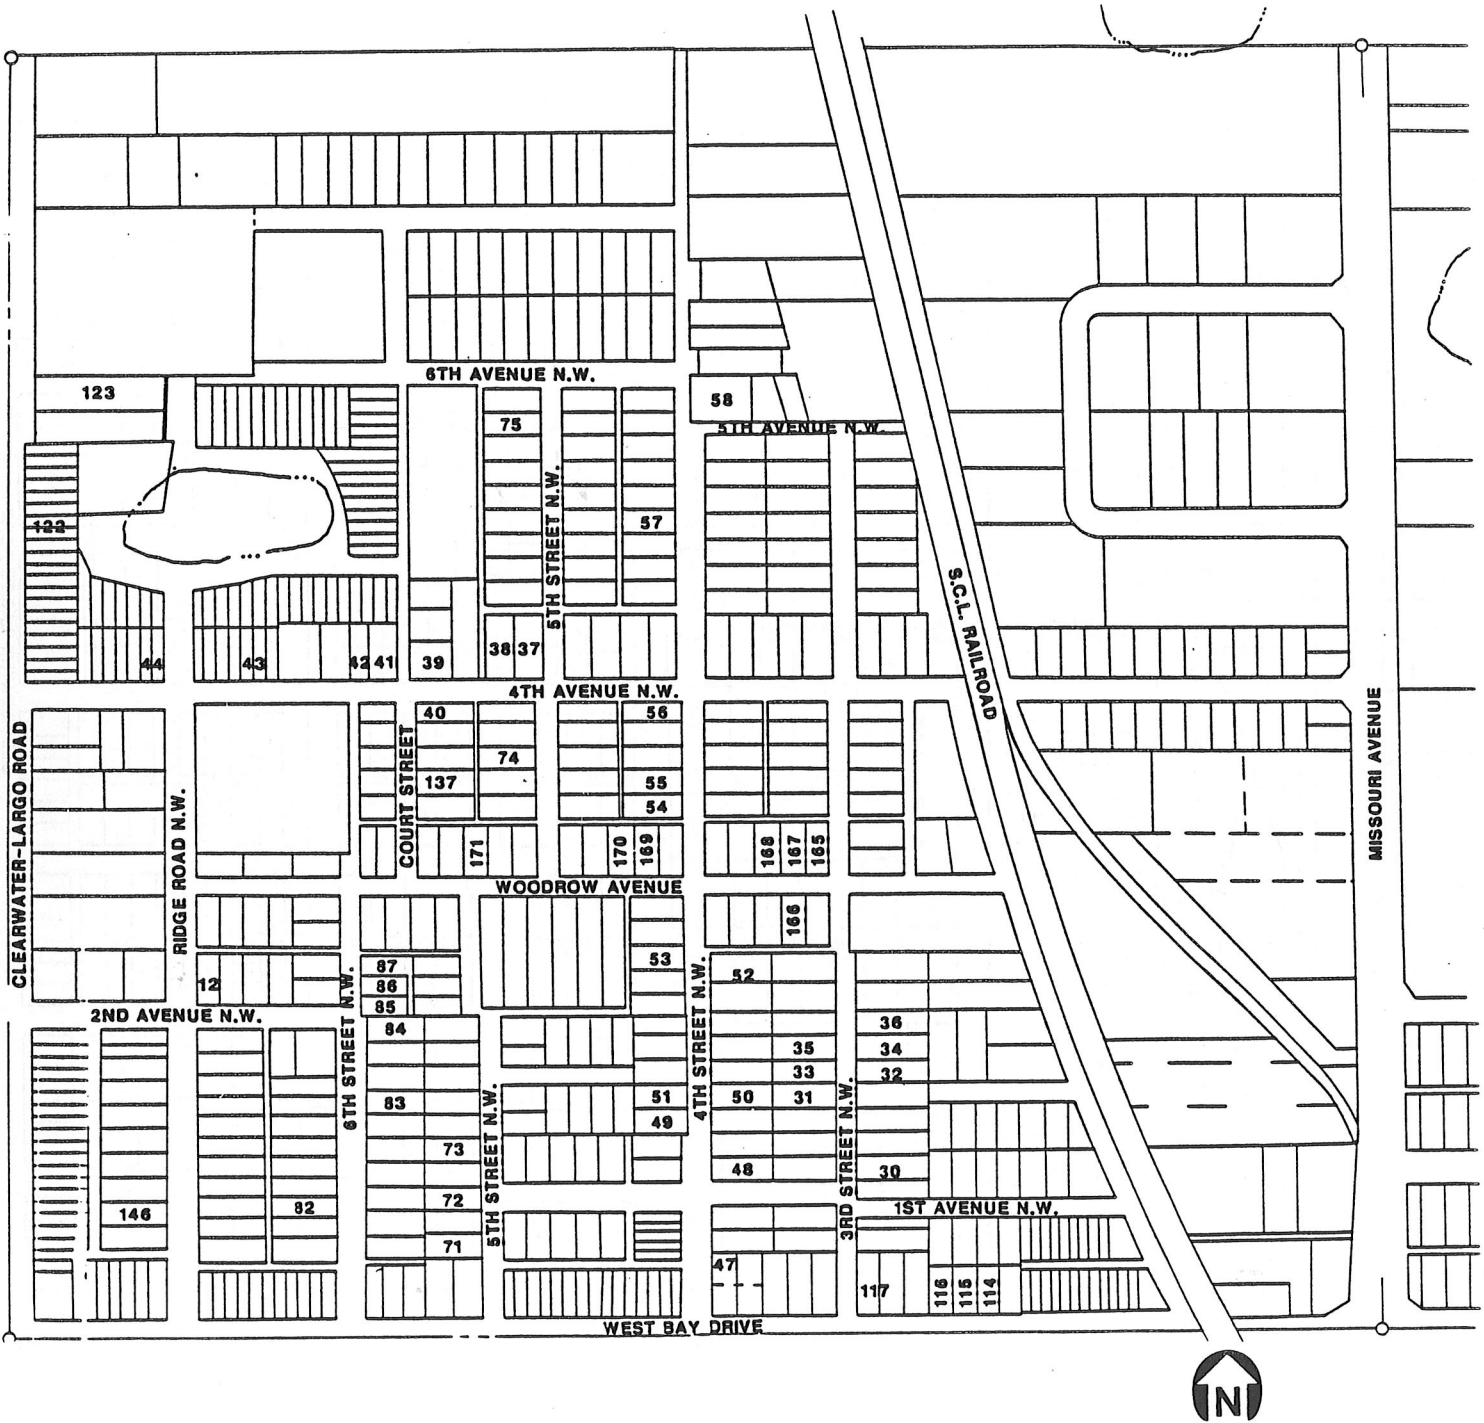 6TH AVENUE N.W.
123
58
75
5TH AVENUE N.W.
122
57
5TH STREET N.W.
S.C.L. RAILROAD
38 37
44
43
42 41
39
4TH AVENUE N.W.
40
56
CLEARWATER-LARGO ROAD
RIDGE ROAD N.W.
COURT STREET
MISSOURI AVENUE
74
137
55
54
171
170
169
168
167
165
WOODROW AVENUE
166
53
87
52
12
86
85
6TH STREET N.W.
4TH STREET N.W.
2ND AVENUE N.W.
84
36
35
34
33
32
83
51
50
31
49
5TH STREET N.W.
3RD STREET N.W.
73
48
30
72
82
146
1ST AVENUE N.W.
71
47
117
116
115
114
WEST BAY DRIVE
N